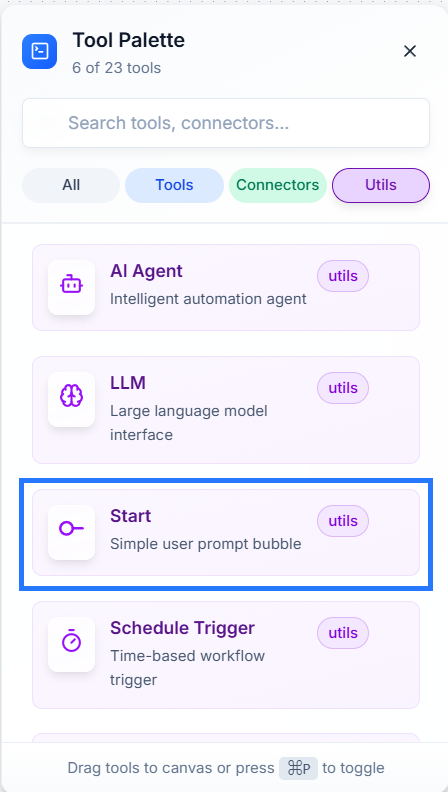 Tool Palette
6 of 23 tools
Search tools, connectors...
All Tools Connectors Utils
AI Agent utils
Intelligent automation agent
LLM utils
Large language model
interface
Start utils
Simple user prompt bubble
Schedule Trigger utils
Time-based workflow
trigger
Drag tools to canvas or press ⌘P to toggle